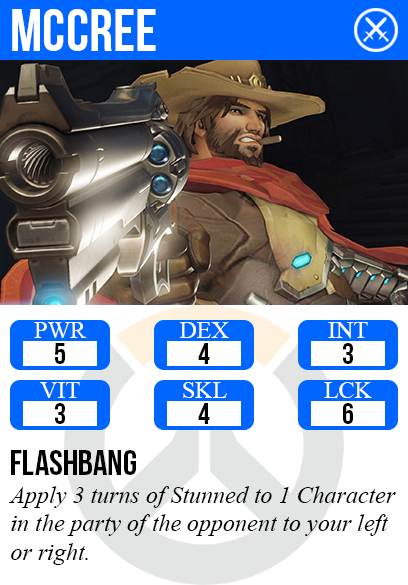 MCCREE
PWR DEX INT
5 4 3
VIT SKL LCK
3 4 6
FLASHBANG
Apply 3 turns of Stunned to 1 Character
in the party of the opponent to your left
or right.